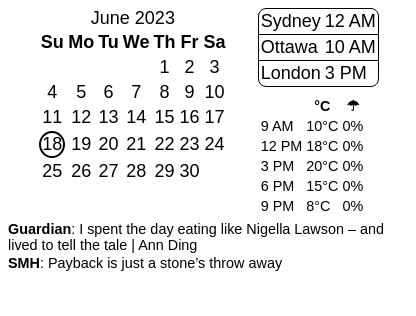 June 2023
Su Mo Tu We Th Fr Sa
1 2 3
4 5 6 7 8 9 10
11 12 13 14 15 16 17
18 19 20 21 22 23 24
25 26 27 28 29 30
Sydney 12 AM
Ottawa 10 AM
London 3 PM
°C ☂
9 AM 10°C 0%
12 PM 18°C 0%
3 PM 20°C 0%
6 PM 15°C 0%
9 PM 8°C 0%
Guardian: I spent the day eating like Nigella Lawson – and
lived to tell the tale | Ann Ding
SMH: Payback is just a stone’s throw away